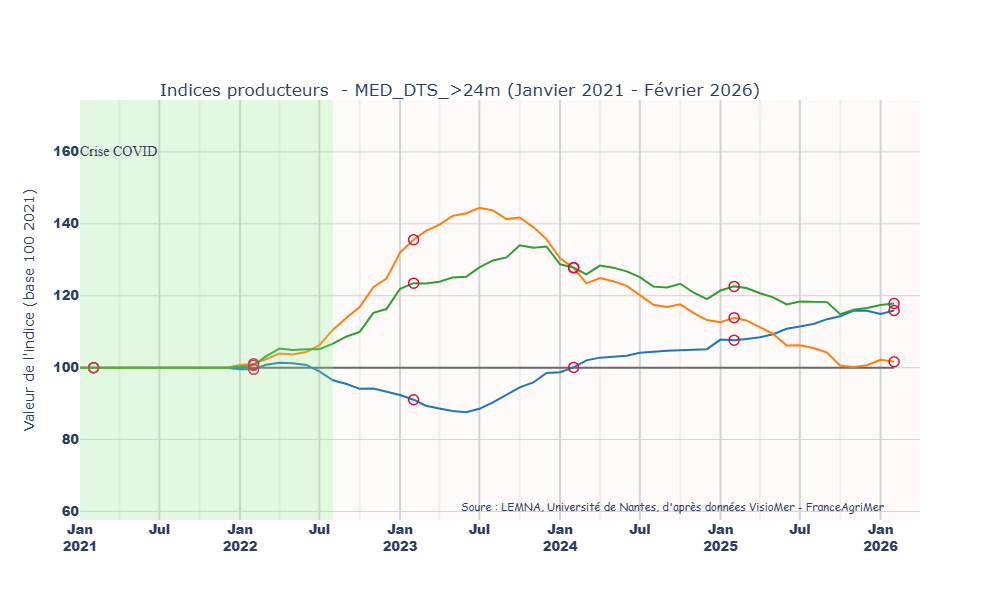 Indices producteurs  - MED_DTS_>24m (Janvier 2021 - Février 2026)
Valeur de l'indice (base 100 2021)
160
Crise COVID
140
120
100
80
60
Soure : LEMNA, Université de Nantes, d'après données VisioMer - FranceAgriMer
Jan Jul Jan Jul Jan Jul Jan Jul Jan Jul Jan
2021 2022 2023 2024 2025 2026